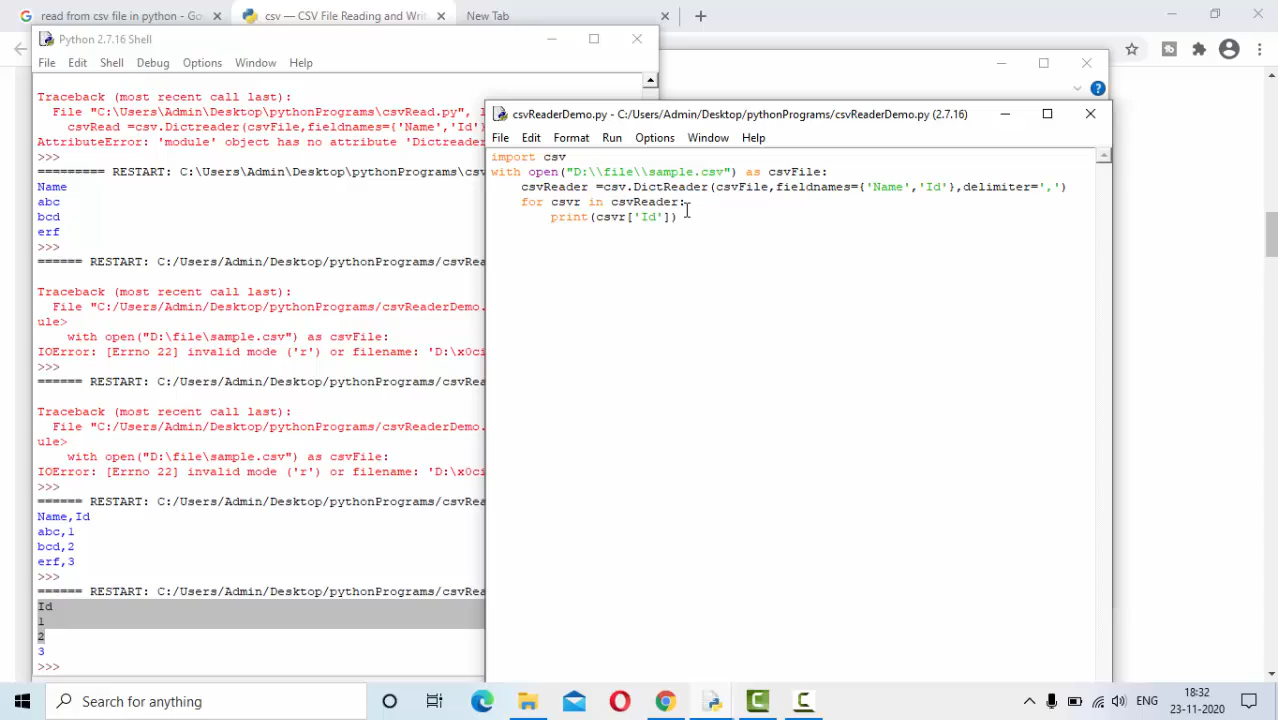 read from csv file in python - Go
csv — CSV File Reading and Writ
New Tab
Python 2.7.16 Shell
File Edit Shell Debug Options Window Help
Traceback (most recent call last):
File "C:\Users\Admin\Desktop\pythonPrograms\csvRead.py", l
csvRead =csv.Dictreader(csvFile,fieldnames={'Name','Id'}
AttributeError: 'module' object has no attribute 'Dictreader
>>>
========= RESTART: C:\Users\Admin\Desktop\pythonPrograms\csv
Name
abc
bcd
erf
>>>
====== RESTART: C:/Users/Admin/Desktop/pythonPrograms/csvRea
Traceback (most recent call last):
File "C:/Users/Admin/Desktop/pythonPrograms/csvReaderDemo.
ule>
with open("D:\file\sample.csv") as csvFile:
IOError: [Errno 22] invalid mode ('r') or filename: 'D:\x0ci
>>>
====== RESTART: C:/Users/Admin/Desktop/pythonPrograms/csvRea
Traceback (most recent call last):
File "C:/Users/Admin/Desktop/pythonPrograms/csvReaderDemo.
ule>
with open("D:\file\sample.csv") as csvFile:
IOError: [Errno 22] invalid mode ('r') or filename: 'D:\x0ci
>>>
====== RESTART: C:/Users/Admin/Desktop/pythonPrograms/csvRea
Name,Id
abc,1
bcd,2
erf,3
>>>
====== RESTART: C:/Users/Admin/Desktop/pythonPrograms/csvRea
Id
1
2
3
>>>
csvReaderDemo.py - C:/Users/Admin/Desktop/pythonPrograms/csvReaderDemo.py (2.7.16)
File Edit Format Run Options Window Help
import csv
with open("D:\\file\\sample.csv") as csvFile:
csvReader =csv.DictReader(csvFile,fieldnames={'Name','Id'},delimiter=',')
for csvr in csvReader:
print(csvr['Id'])
Search for anything
ENG
18:32
23-11-2020